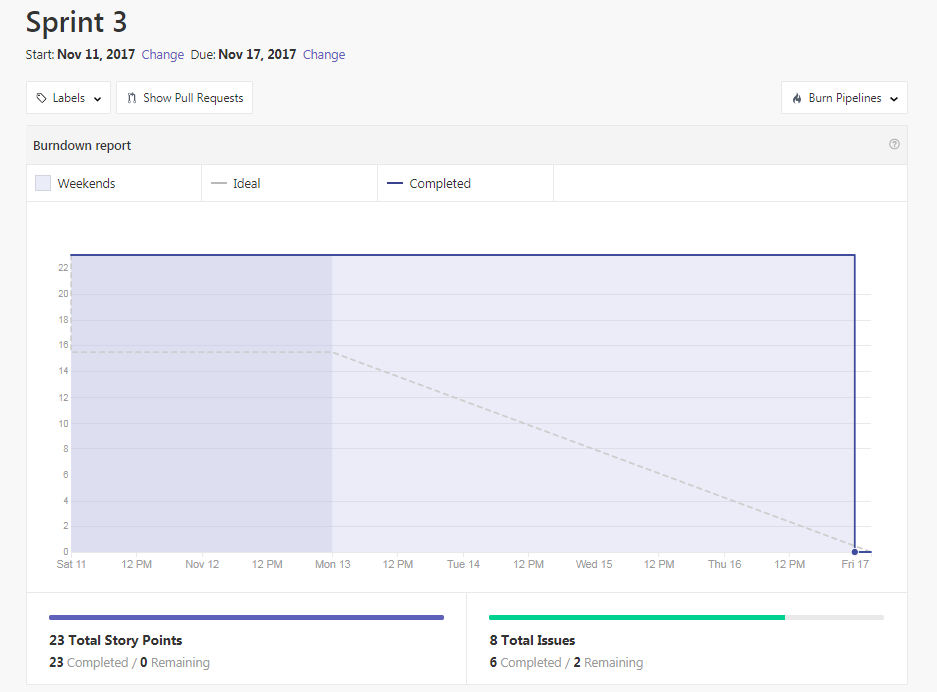 Sprint 3
Start: Nov 11, 2017 Change Due: Nov 17, 2017 Change
Labels Show Pull Requests Burn Pipelines
Burndown report
Weekends Ideal Completed
22
20
18
16
14
12
10
8
6
4
2
0
Sat 11 12 PM Nov 12 12 PM Mon 13 12 PM Tue 14 12 PM Wed 15 12 PM Thu 16 12 PM Fri 17
23 Total Story Points 8 Total Issues
23 Completed / 0 Remaining 6 Completed / 2 Remaining